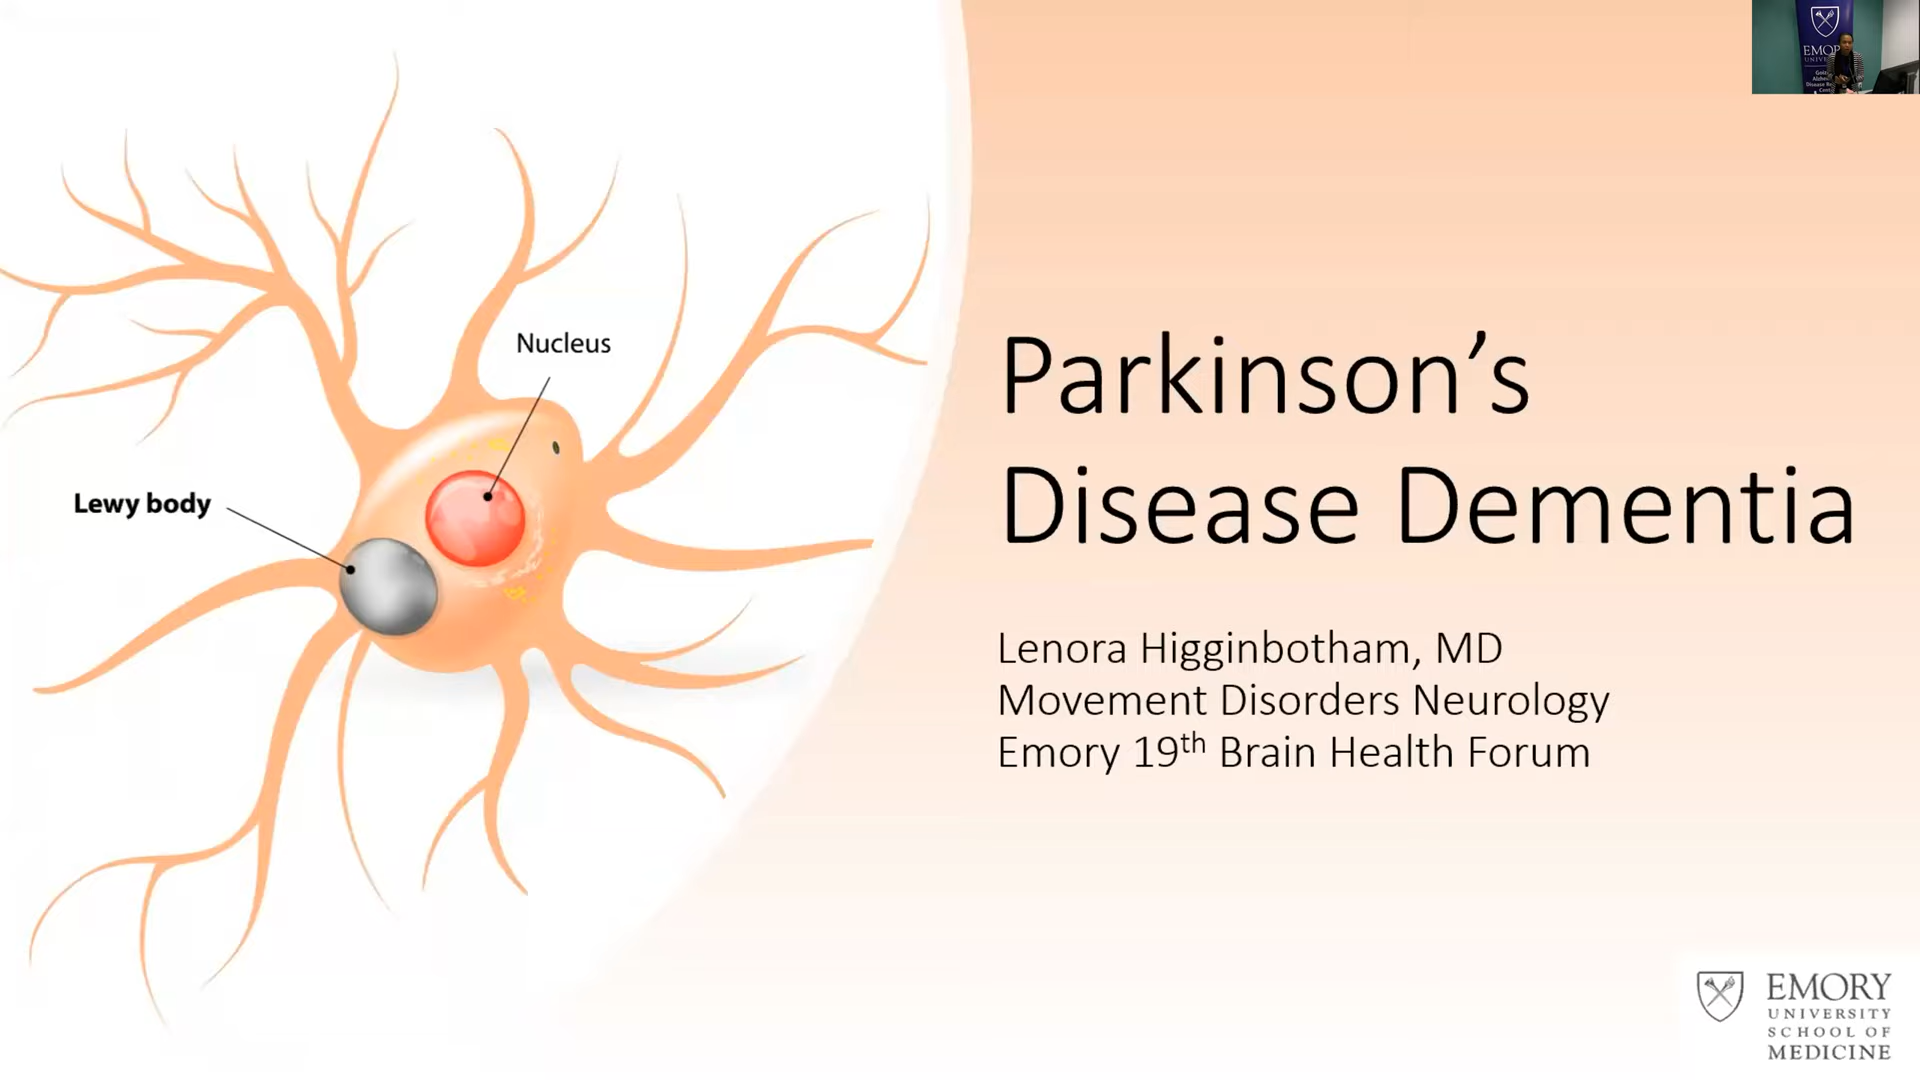 Nucleus
Lewy body
Parkinson’s
Disease Dementia
Lenora Higginbotham, MD
Movement Disorders Neurology
Emory 19th Brain Health Forum
EMORY
UNIVERSITY
SCHOOL OF
MEDICINE